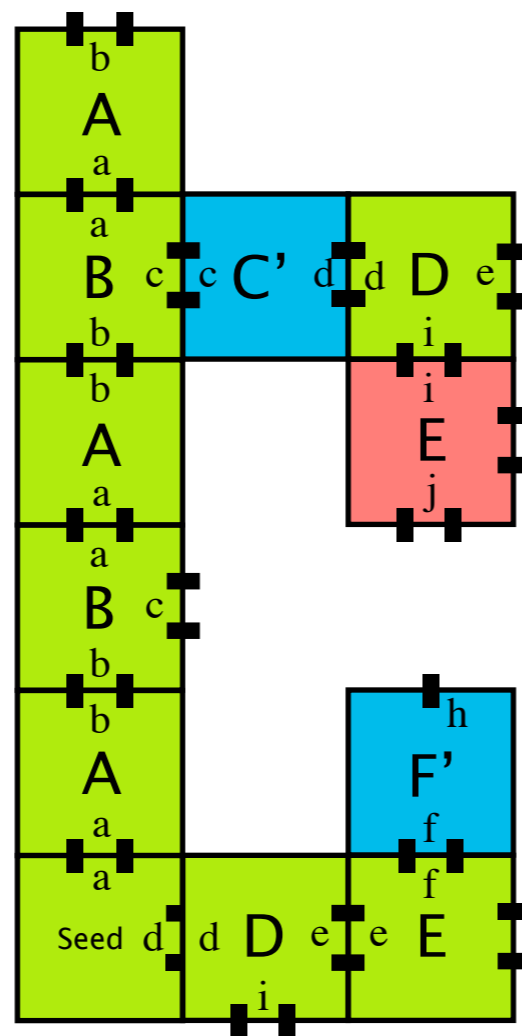 b
A
a
a
B c c C' d d D e
b i
b i
A E
a j
a
B c
b
b h
A F'
a f
a f
Seed d d D e e E
i